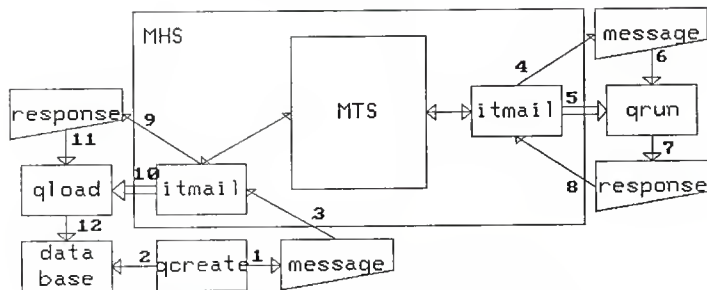 MHS
message
4
6
response
9
MTS
itmail
5
qrun
11
7
10
8
qload
itmail
response
3
12
data
base
2
qcreate
1
message